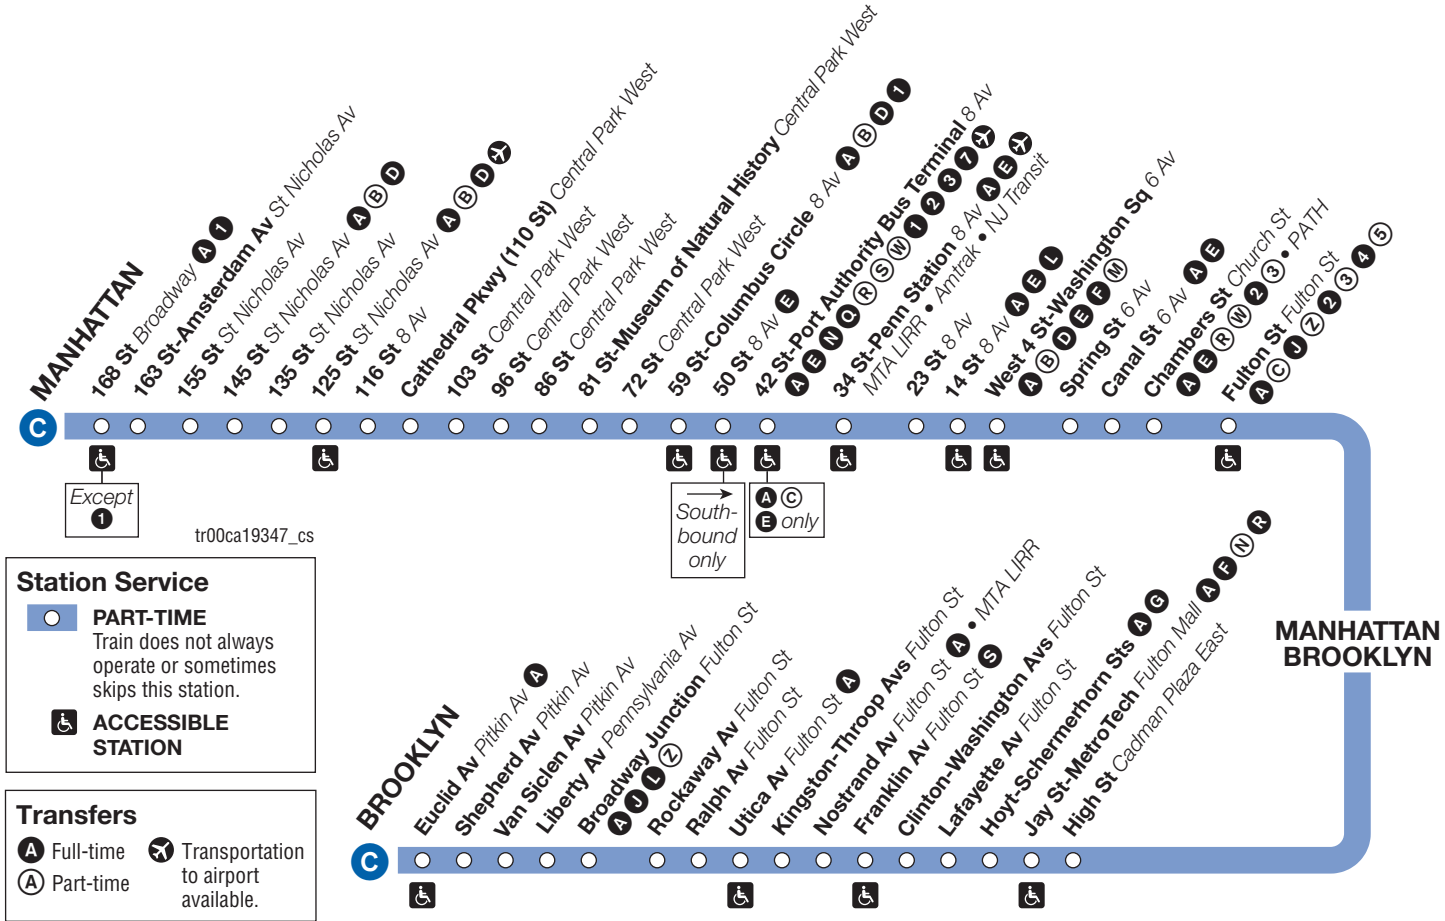 MANHATTAN
168 St Broadway A 1
163 St-Amsterdam Av St Nicholas Av
155 St St Nicholas Av
145 St St Nicholas Av A B D
135 St St Nicholas Av
125 St St Nicholas Av A B D
116 St 8 Av
Cathedral Pkwy (110 St) Central Park West
103 St Central Park West
96 St Central Park West
86 St Central Park West
81 St-Museum of Natural History Central Park West
72 St Central Park West
59 St-Columbus Circle 8 Av A B D 1
50 St 8 Av E
42 St-Port Authority Bus Terminal 8 Av
A E N Q R S W 1 2 3 7
34 St-Penn Station 8 Av A E
MTA LIRR • Amtrak • NJ Transit
23 St 8 Av
14 St 8 Av A E L
West 4 St-Washington Sq 6 Av
A B D E F M
Spring St 6 Av
Canal St 6 Av A E
Chambers St Church St
A E R W 2 3 • PATH
Fulton St Fulton St
A C J Z 2 3 4 5
C
Except
1
South-
bound
only
A C
E only
tr00ca19347_cs
MANHATTAN
BROOKLYN
Station Service
PART-TIME
Train does not always
operate or sometimes
skips this station.
ACCESSIBLE
STATION
Transfers
A Full-time
A Part-time
Transportation
to airport
available.
BROOKLYN
Euclid Av Pitkin Av A
Shepherd Av Pitkin Av
Van Siclen Av Pitkin Av
Liberty Av Pennsylvania Av
Broadway Junction Fulton St
A J L Z
Rockaway Av Fulton St
Ralph Av Fulton St
Utica Av Fulton St A
Kingston-Throop Avs Fulton St
Nostrand Av Fulton St A • MTA LIRR
Franklin Av Fulton St S
Clinton-Washington Avs Fulton St
Lafayette Av Fulton St
Hoyt-Schermerhorn Sts A G
Jay St-MetroTech Fulton Mall A F N R
High St Cadman Plaza East
C